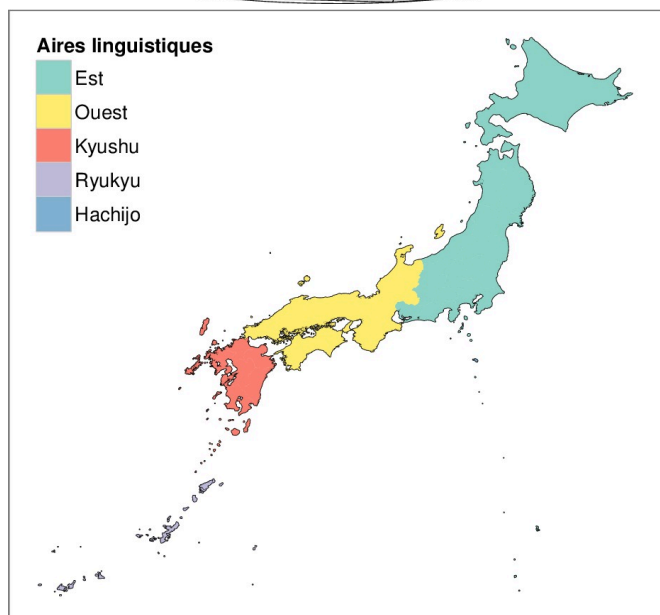 Aires linguistiques
Est
Ouest
Kyushu
Ryukyu
Hachijo